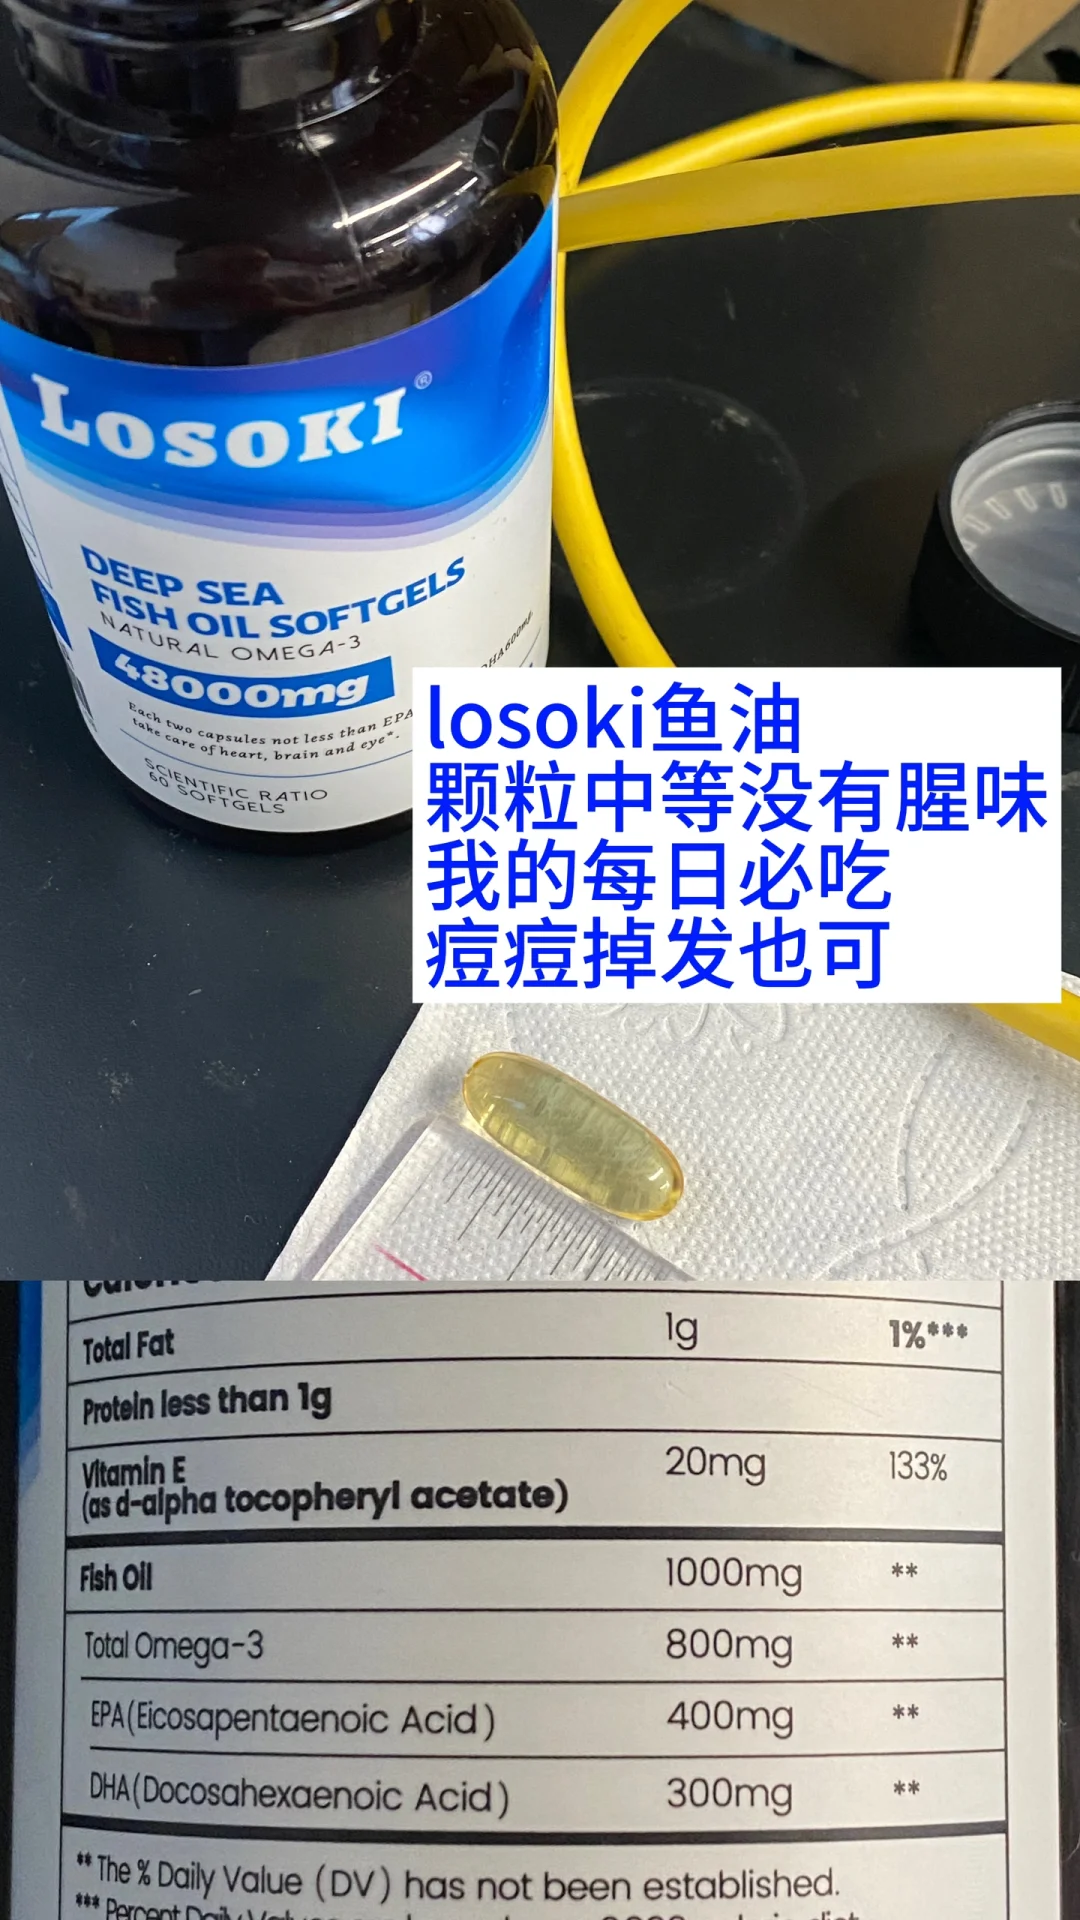 LOSOKI®
DEEP SEA
FISH OIL SOFTGELS
NATURAL OMEGA-3
48000mg
Each two capsules not less than EPA
take care of heart, brain and eye*.
SCIENTIFIC RATIO
60 SOFTGELS
losoki鱼油
颗粒中等没有腥味
我的每日必吃
痘痘掉发也可
Total Fat 1g 1%***
Protein less than 1g
Vitamin E 20mg 133%
(as d-alpha tocopheryl acetate)
Fish Oil 1000mg **
Total Omega-3 800mg **
EPA(Eicosapentaenoic Acid) 400mg **
DHA(Docosahexaenoic Acid) 300mg **
** The % Daily Value (DV) has not been established.
*** Percent Daily